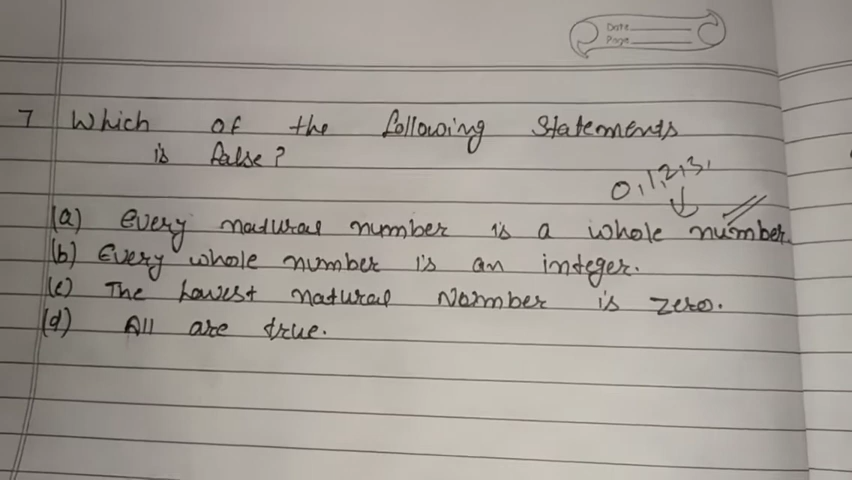 Date
Page
7 Which of the following Statements
is false?
0,1,2,3,
(a) Every natural number is a whole number.
(b) Every whole number is an integer.
(c) The Lowest natural Nomber is zero.
(d) All are true.